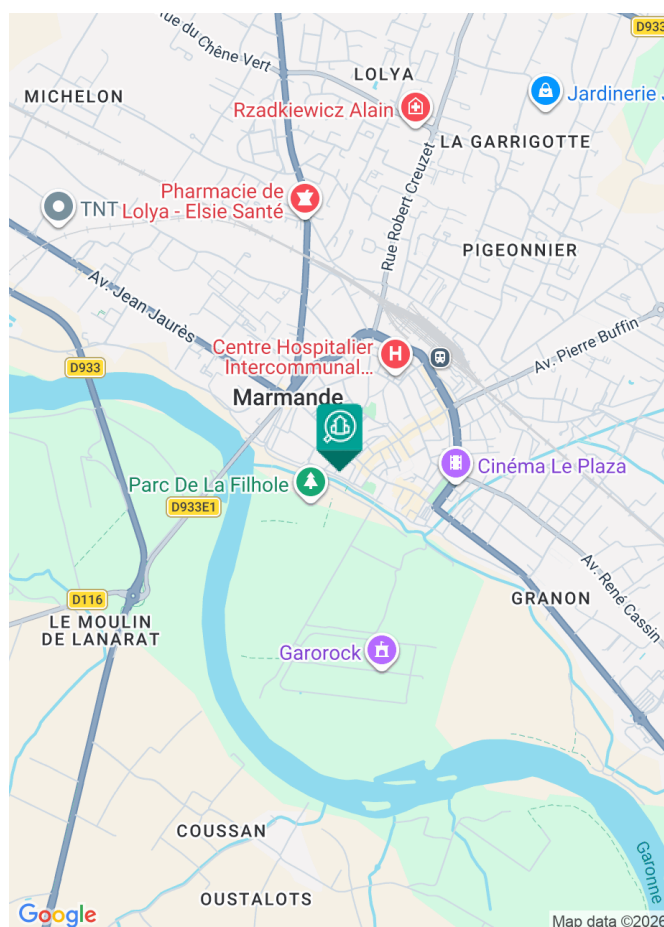 D933
Rue du Chêne Vert
LOLYA
MICHELON
Jardinerie J
Rzadkiewicz Alain
LA GARRIGOTTE
Rue Robert Creuzet
Pharmacie de
Lolya - Elsie Santé
TNT
PIGEONNIER
Av. Jean Jaurès
Av. Pierre Buffin
Centre Hospitalier
Intercommunal...
H
D933
Marmande
Cinéma Le Plaza
Parc De La Filhole
D933E1
Av. René Cassin
D116
GRANON
LE MOULIN
DE LANARAT
Garorock
COUSSAN
Garonne
OUSTALOTS
Google
Map data ©2026